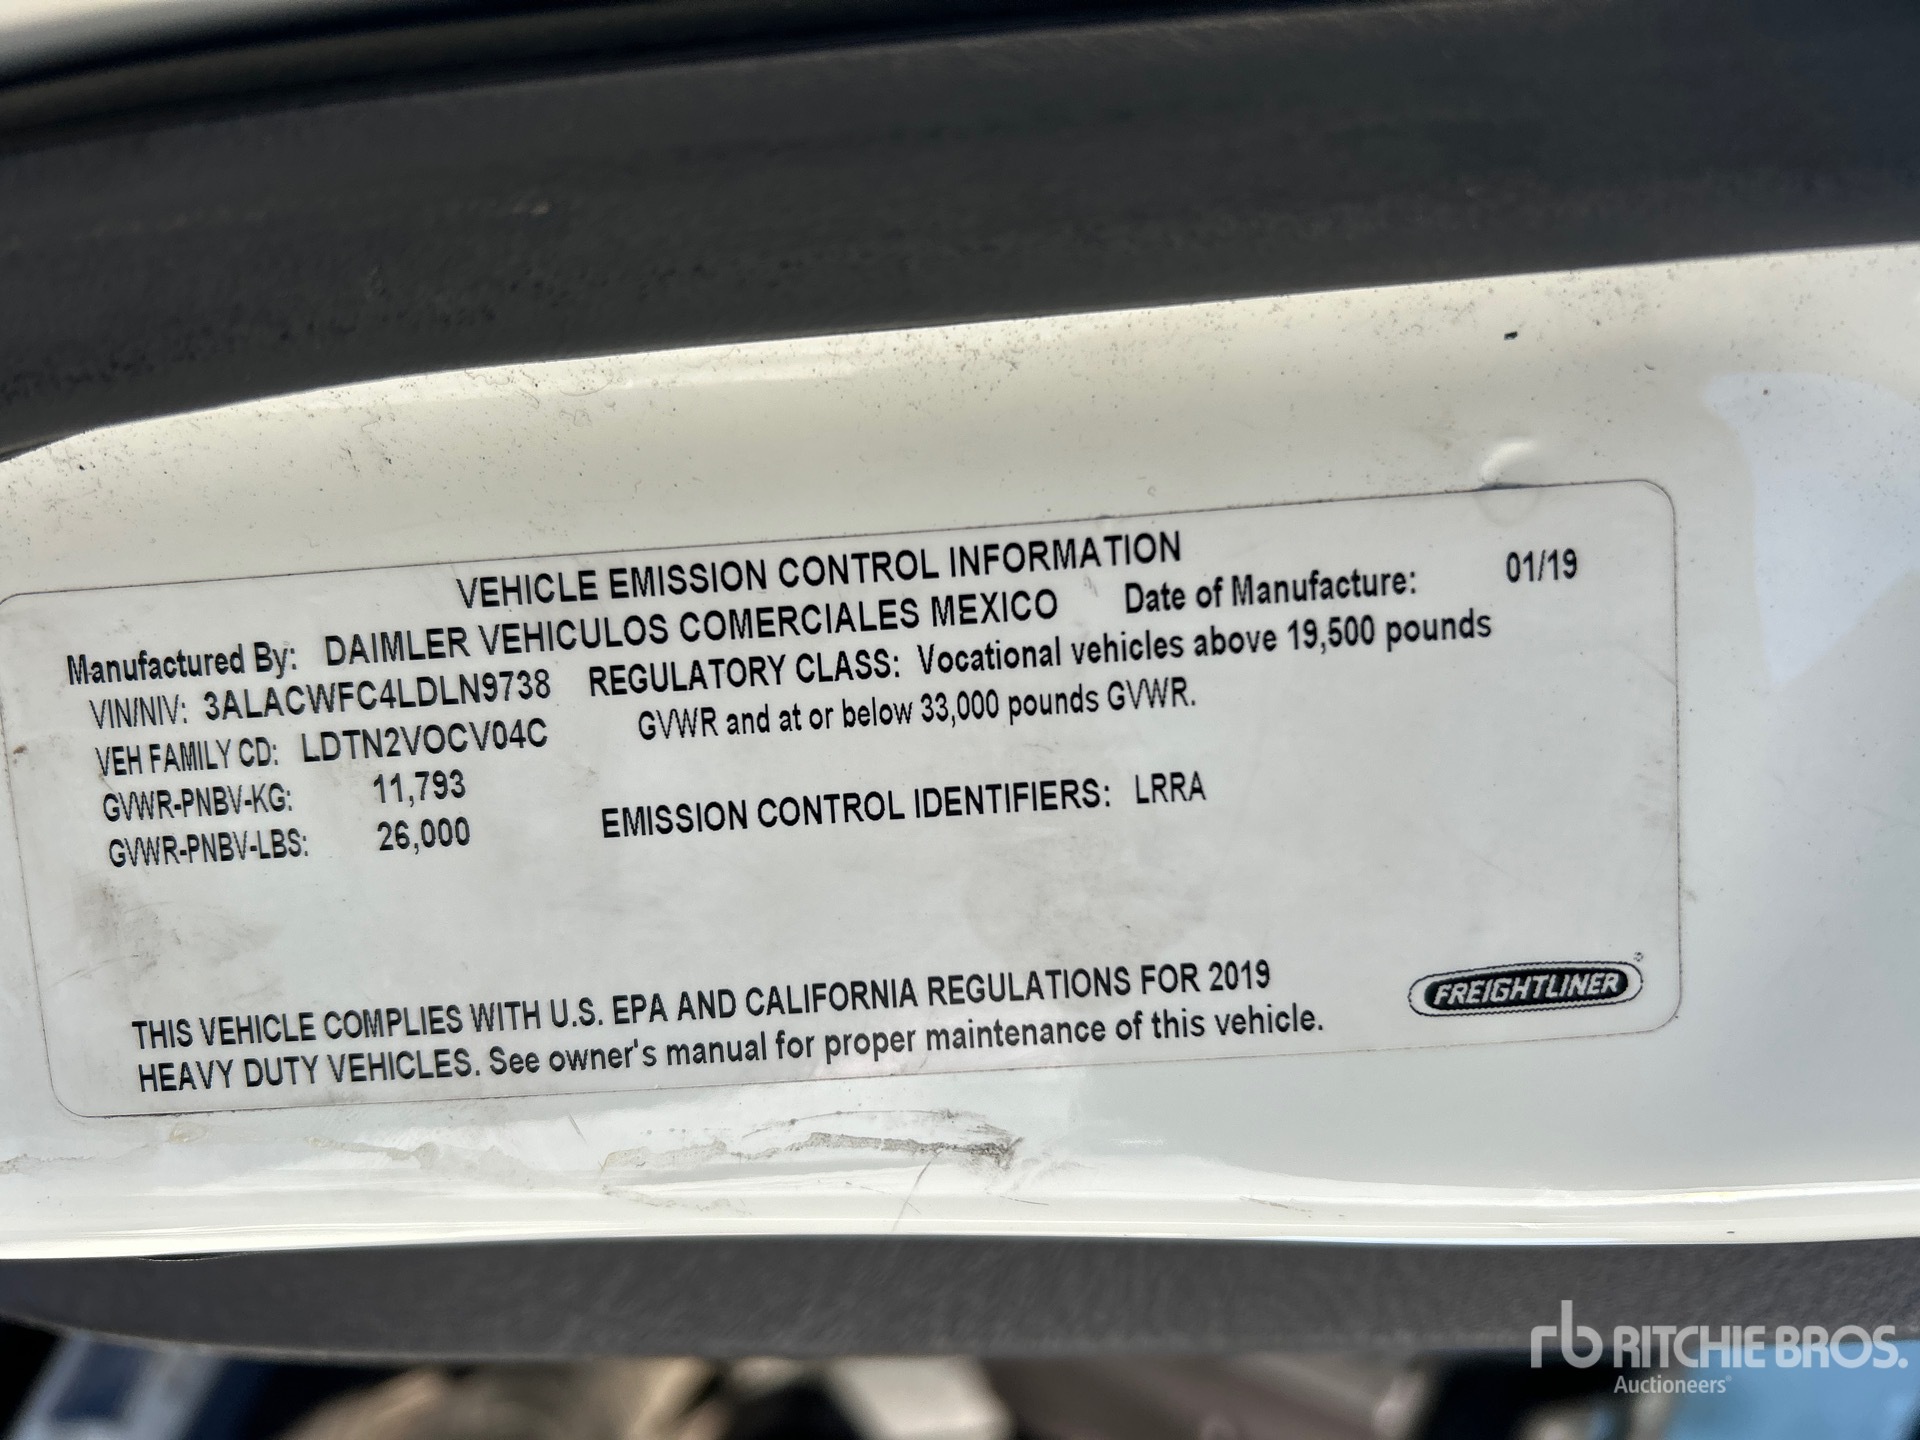 VEHICLE EMISSION CONTROL INFORMATION
Manufactured By: DAIMLER VEHICULOS COMERCIALES MEXICO Date of Manufacture: 01/19
VIN/NIV: 3ALACWFC4LDLN9738 REGULATORY CLASS: Vocational vehicles above 19,500 pounds
VEH FAMILY CD: LDTN2VOCV04C GVWR and at or below 33,000 pounds GVWR.
GVWR-PNBV-KG: 11,793
GVWR-PNBV-LBS: 26,000 EMISSION CONTROL IDENTIFIERS: LRRA
THIS VEHICLE COMPLIES WITH U.S. EPA AND CALIFORNIA REGULATIONS FOR 2019
HEAVY DUTY VEHICLES. See owner's manual for proper maintenance of this vehicle.
FREIGHTLINER
rb RITCHIE BROS.
Auctioneers